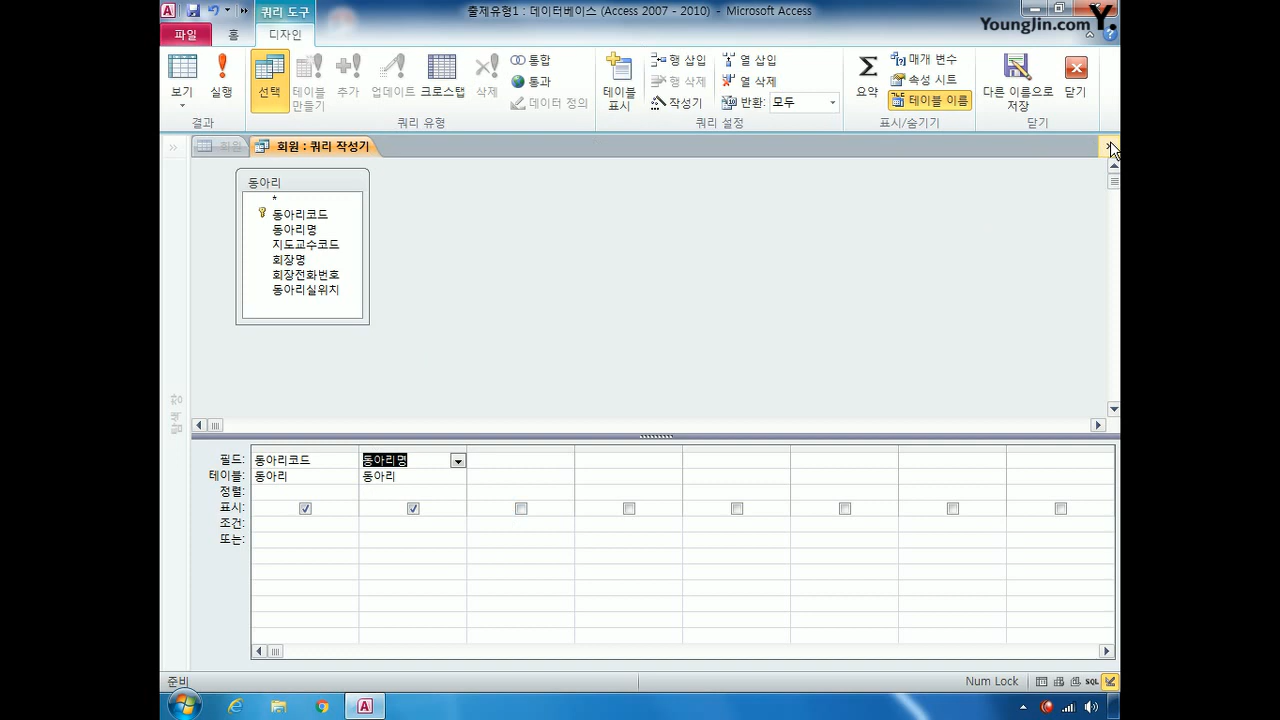 쿼리 도구
출제유형1 : 데이터베이스 (Access 2007 - 2010) - Microsoft Access
YoungJin.com Y.
파일 홈 디자인
보기 실행 선택 테이블 만들기 추가 업데이트 크로스탭 삭제 통합 통과 데이터 정의
테이블 표시 행 삽입 행 삭제 작성기 열 삽입 열 삭제 반환: 모두
요약 매개 변수 속성 시트 테이블 이름 다른 이름으로 저장 닫기
결과 쿼리 유형 쿼리 설정 표시/숨기기 닫기
회원 회원 : 쿼리 작성기
동아리
*
동아리코드
동아리명
지도교수코드
회장명
회장전화번호
동아리실위치
탐색 창
필드: 동아리코드 동아리명
테이블: 동아리 동아리
정렬:
표시:
조건:
또는:
준비 Num Lock SQL